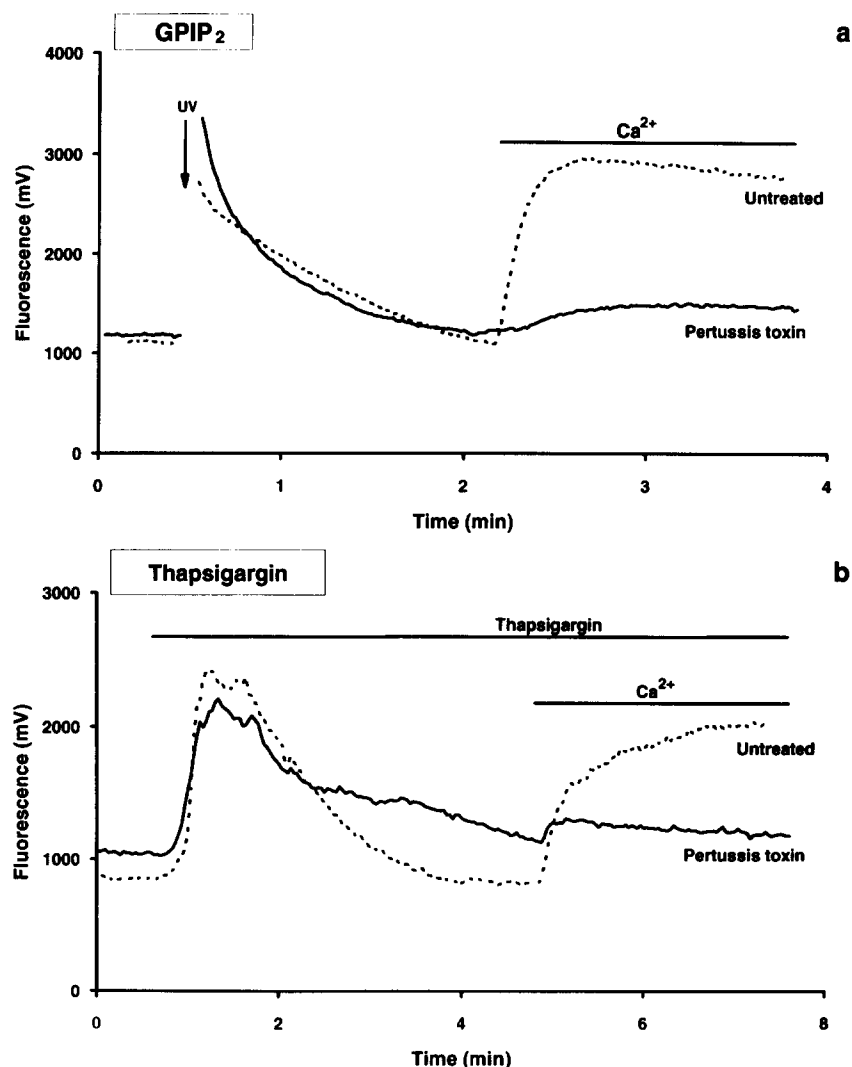 GPIP2
a
4000
3000
2000
1000
0
Fluorescence (mV)
UV
Ca2+
Untreated
Pertussis toxin
0 1 2 3 4
Time (min)
Thapsigargin
b
3000
2000
1000
0
Fluorescence (mV)
Thapsigargin
Ca2+
Untreated
Pertussis toxin
0 2 4 6 8
Time (min)